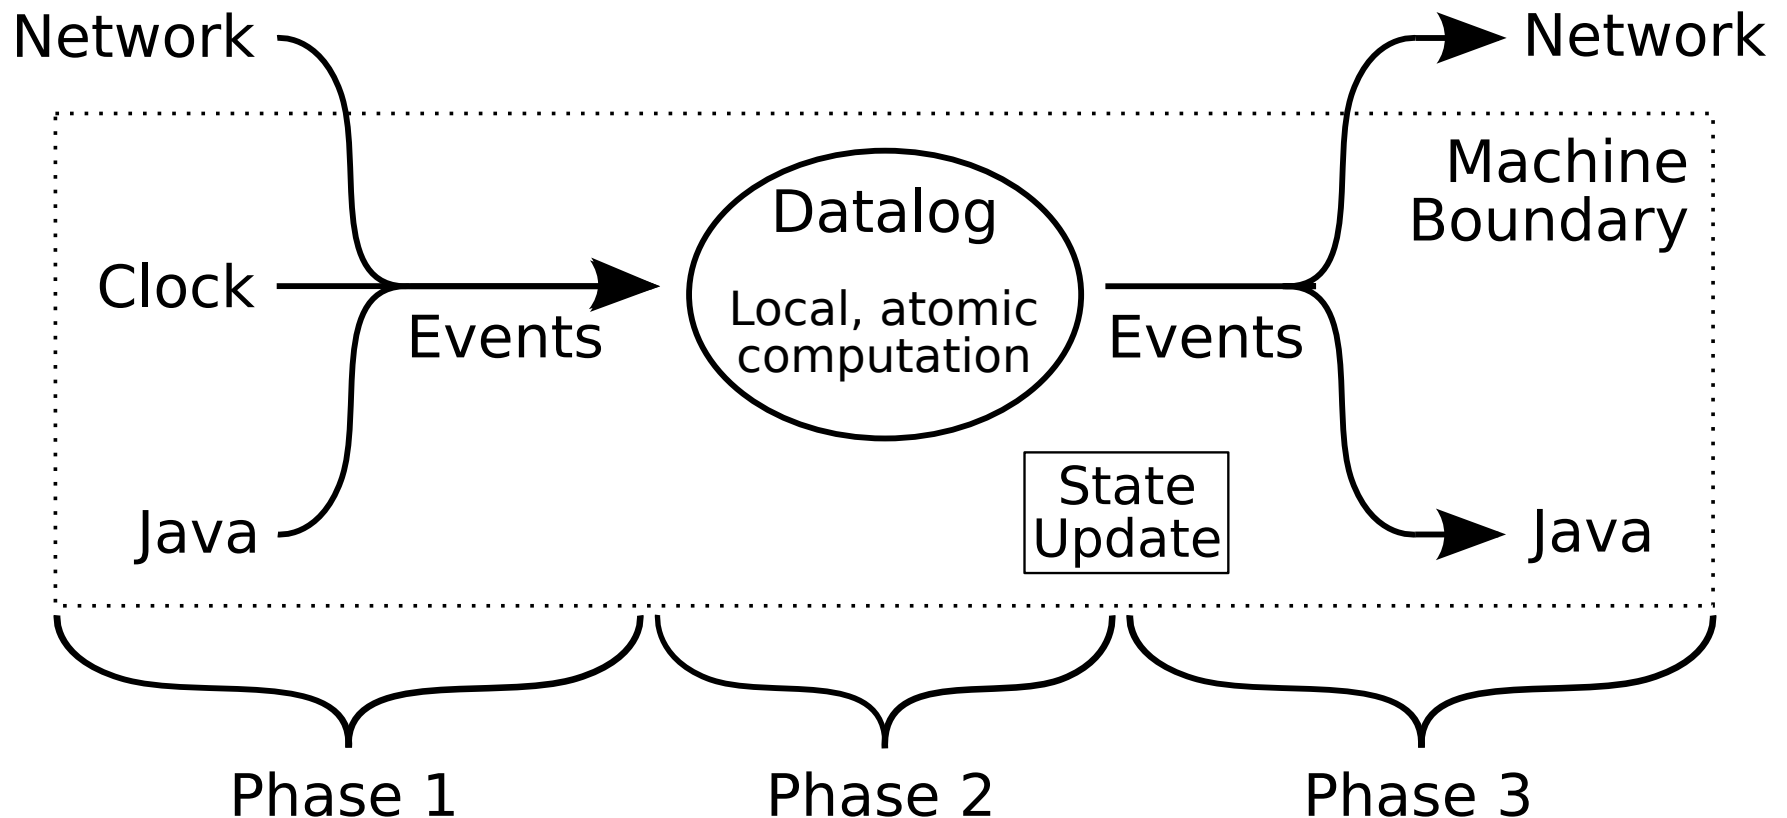 Network
Network
Machine
Boundary
Datalog
Clock
Local, atomic
computation
Events
Events
State
Update
Java
Java
Phase 1
Phase 2
Phase 3